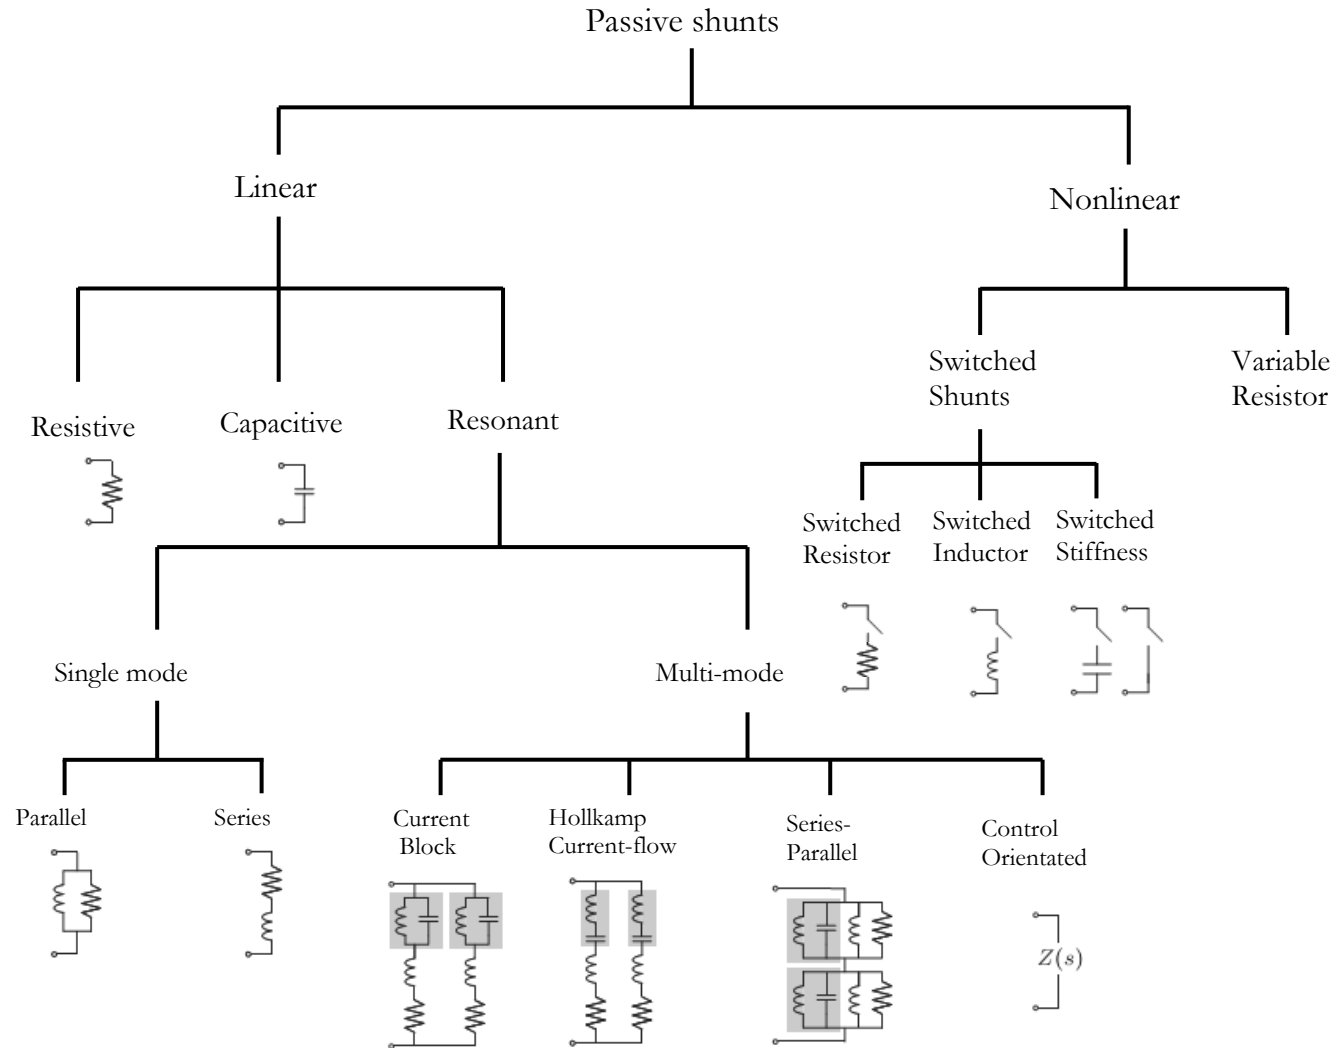 Passive shunts
Linear
Nonlinear
Switched
Shunts
Variable
Resistor
Resistive
Capacitive
Resonant
Switched
Resistor
Switched
Inductor
Switched
Stiffness
Single mode
Multi-mode
Parallel
Series
Current
Block
Hollkamp
Current-flow
Series-
Parallel
Control
Orientated
Z(s)